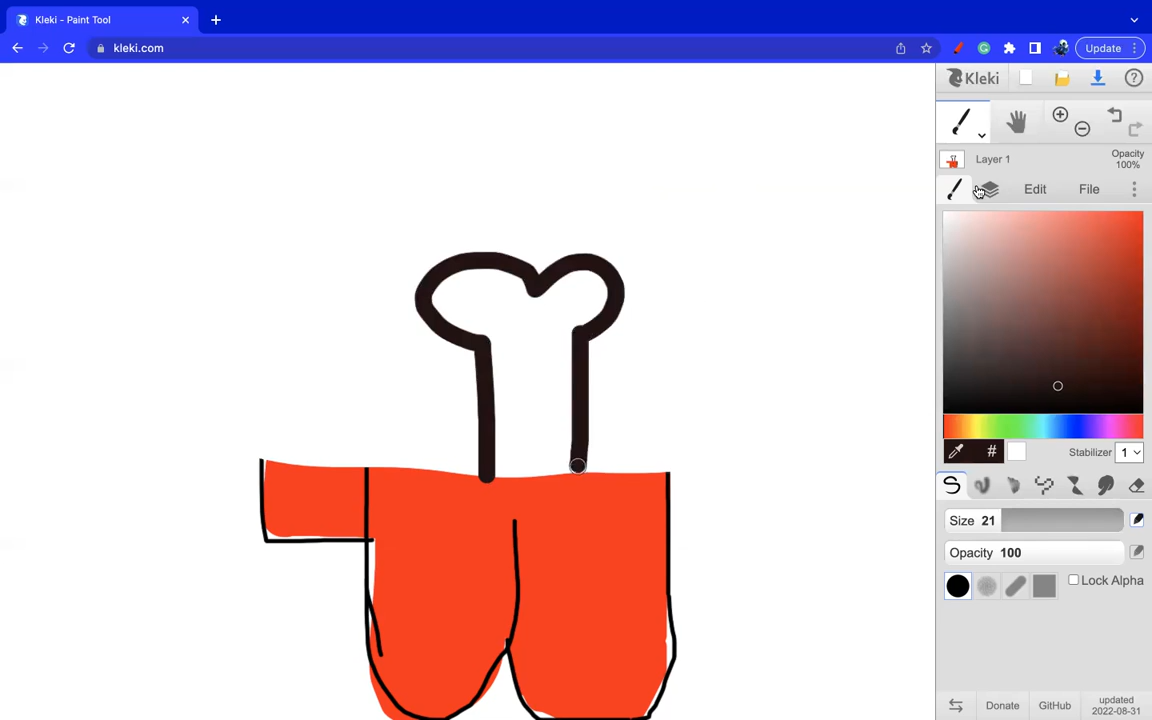 Kleki - Paint Tool
kleki.com
Update
Kleki
Layer 1
Opacity
100%
Edit
File
#
Stabilizer
1
Size 21
Opacity 100
Lock Alpha
Donate
GitHub
updated
2022-08-31